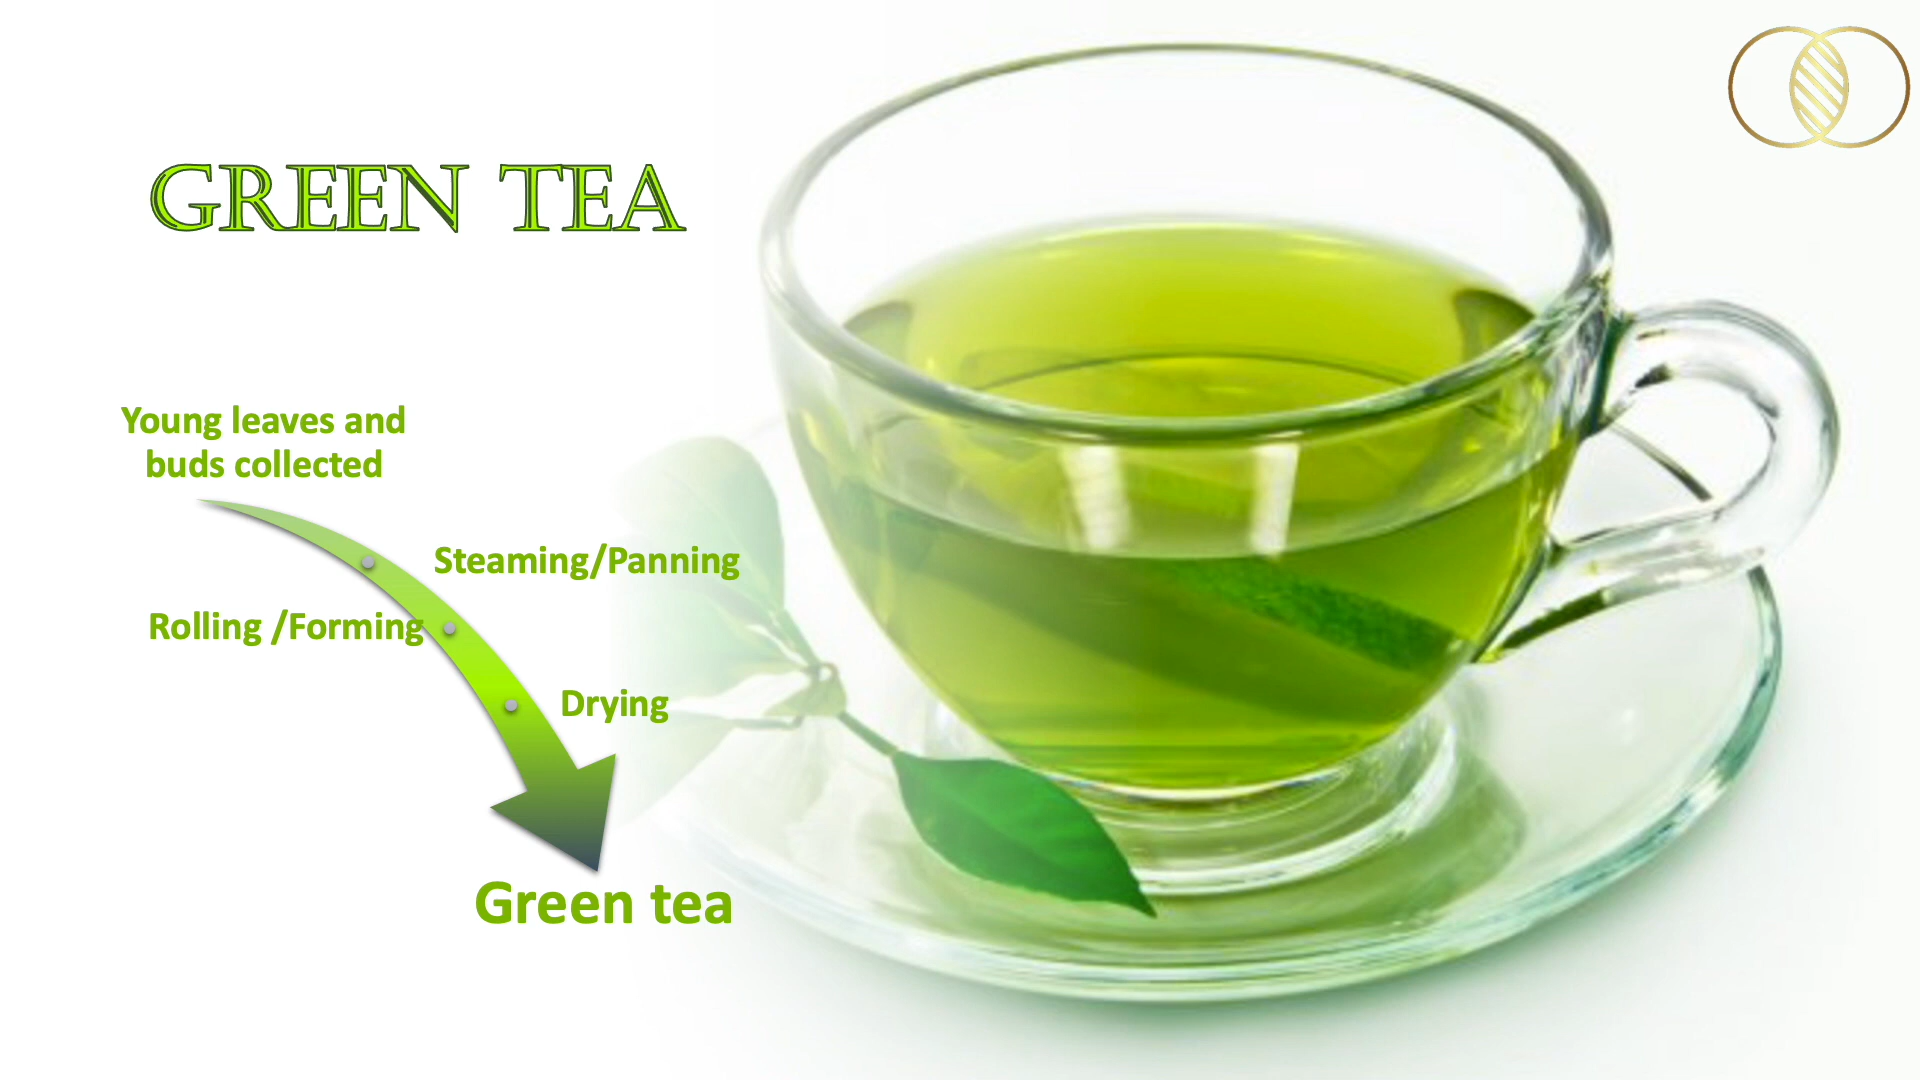 GREEN TEA
Young leaves and
buds collected
Steaming/Panning
Rolling /Forming
Drying
Green tea